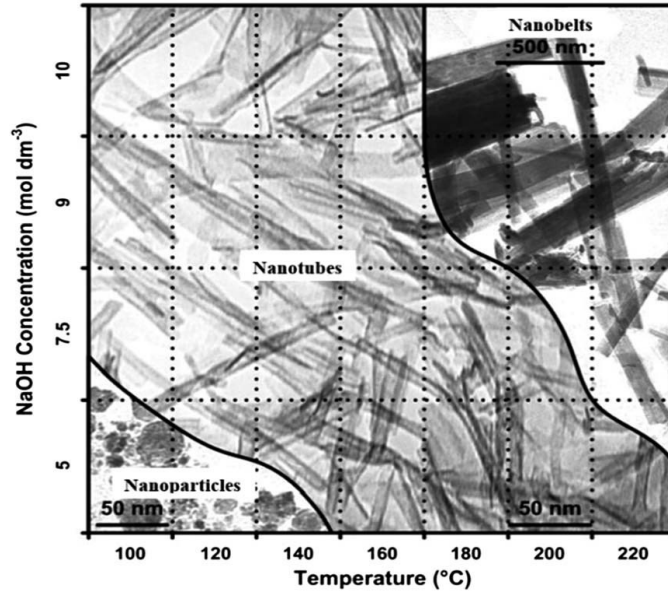 Nanobelts
500 nm
10
9
Nanotubes
7.5
NaOH Concentration (mol dm-³)
5
Nanoparticles
50 nm
50 nm
100 120 140 160 180 200 220
Temperature (°C)